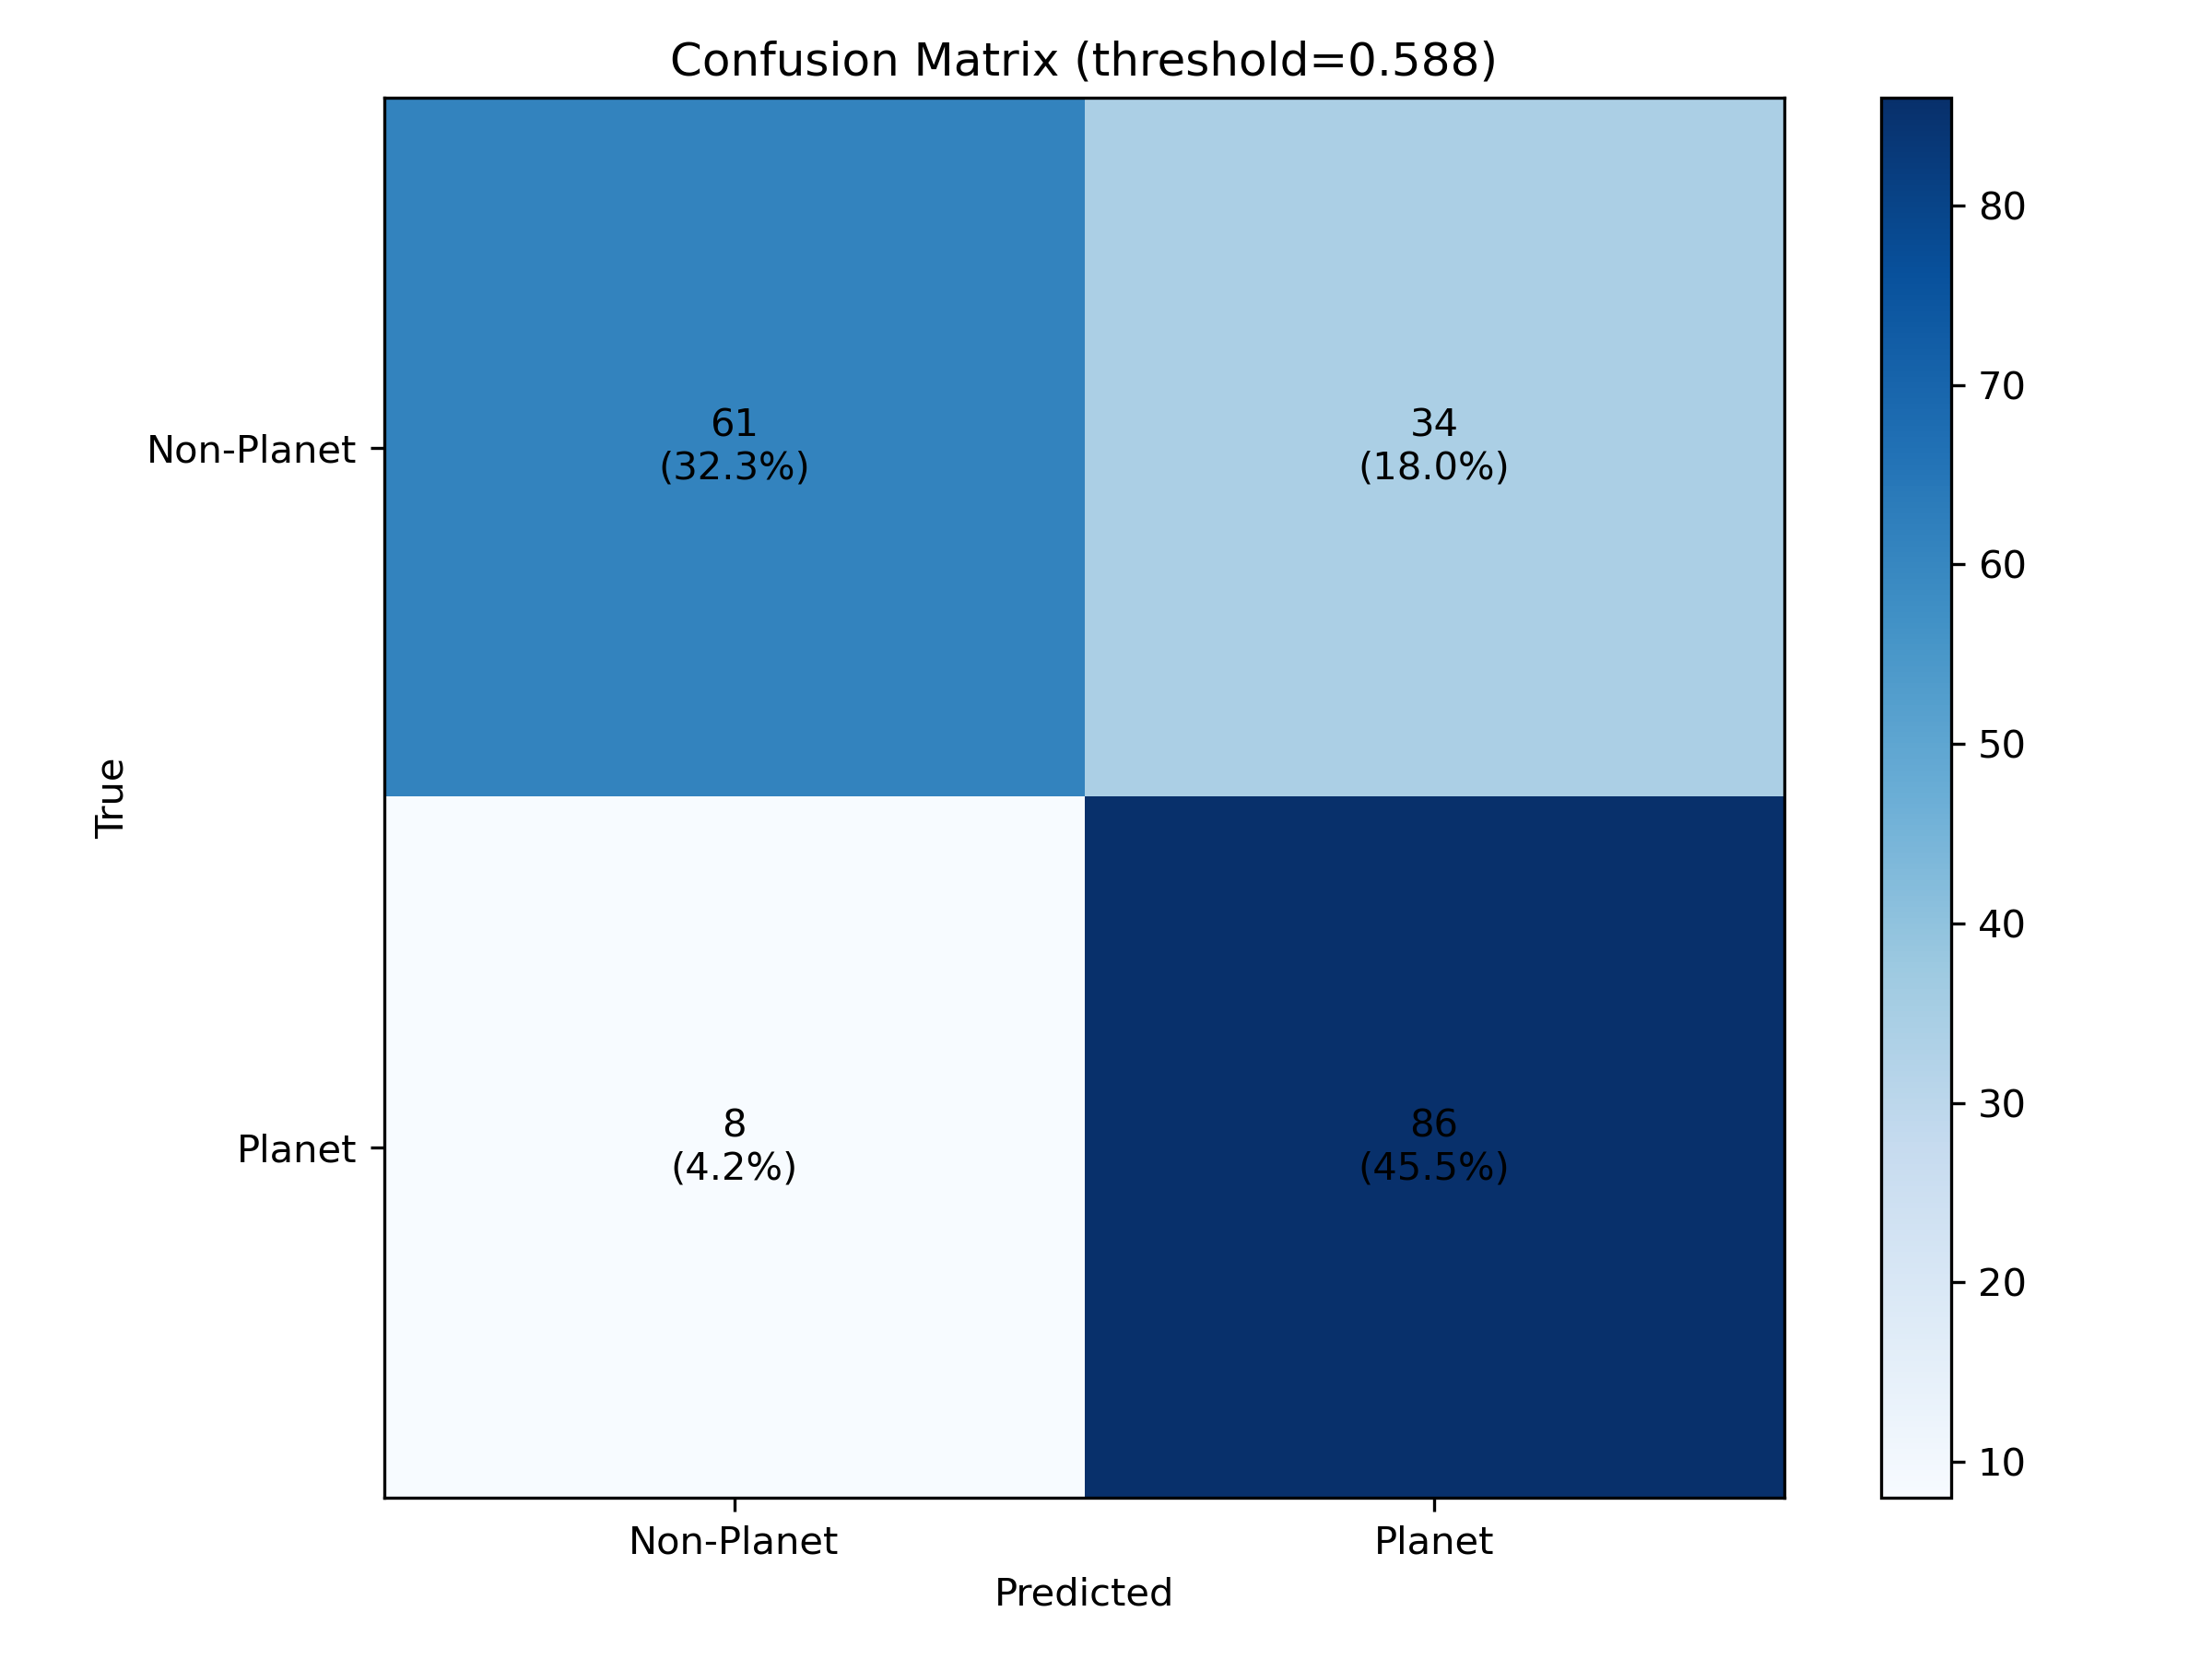 Confusion Matrix (threshold=0.588)
True
Non-Planet
61
(32.3%)
34
(18.0%)
Planet
8
(4.2%)
86
(45.5%)
Non-Planet
Planet
Predicted
80
70
60
50
40
30
20
10